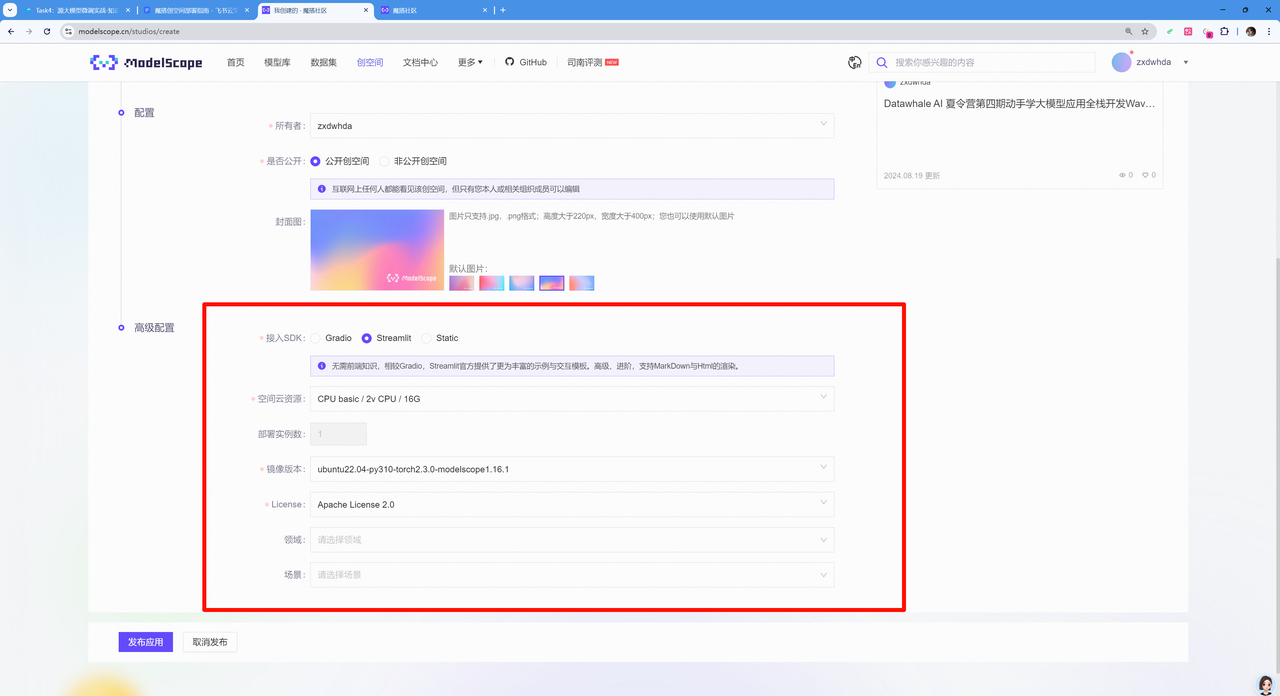 Task4：源大模型微调实战·知
魔搭创空间部署指南 - 飞书云
我创建的 · 魔搭社区
魔搭社区
modelscope.cn/studios/create
ModelScope
首页
模型库
数据集
创空间
文档中心
更多
GitHub
司南评测
NEW
搜索你感兴趣的内容
zxdwhda
zxdwhda
Datawhale AI 夏令营第四期动手学大模型应用全栈开发Wav…
2024.08.19 更新
0
0
配置
* 所有者:
zxdwhda
* 是否公开:
公开创空间
非公开创空间
互联网上任何人都能看见该创空间，但只有您本人或相关组织成员可以编辑
封面图:
图片只支持.jpg、.png格式；高度大于220px，宽度大于400px；您也可以使用默认图片
ModelScope
默认图片:
高级配置
* 接入SDK:
Gradio
Streamlit
Static
无需前端知识，相较Gradio，Streamlit官方提供了更为丰富的示例与交互模板。高级，进阶，支持MarkDown与Html的渲染。
* 空间云资源:
CPU basic / 2v CPU / 16G
部署实例数:
1
* 镜像版本:
ubuntu22.04-py310-torch2.3.0-modelscope1.16.1
* License:
Apache License 2.0
领域:
请选择领域
场景:
请选择场景
发布应用
取消发布